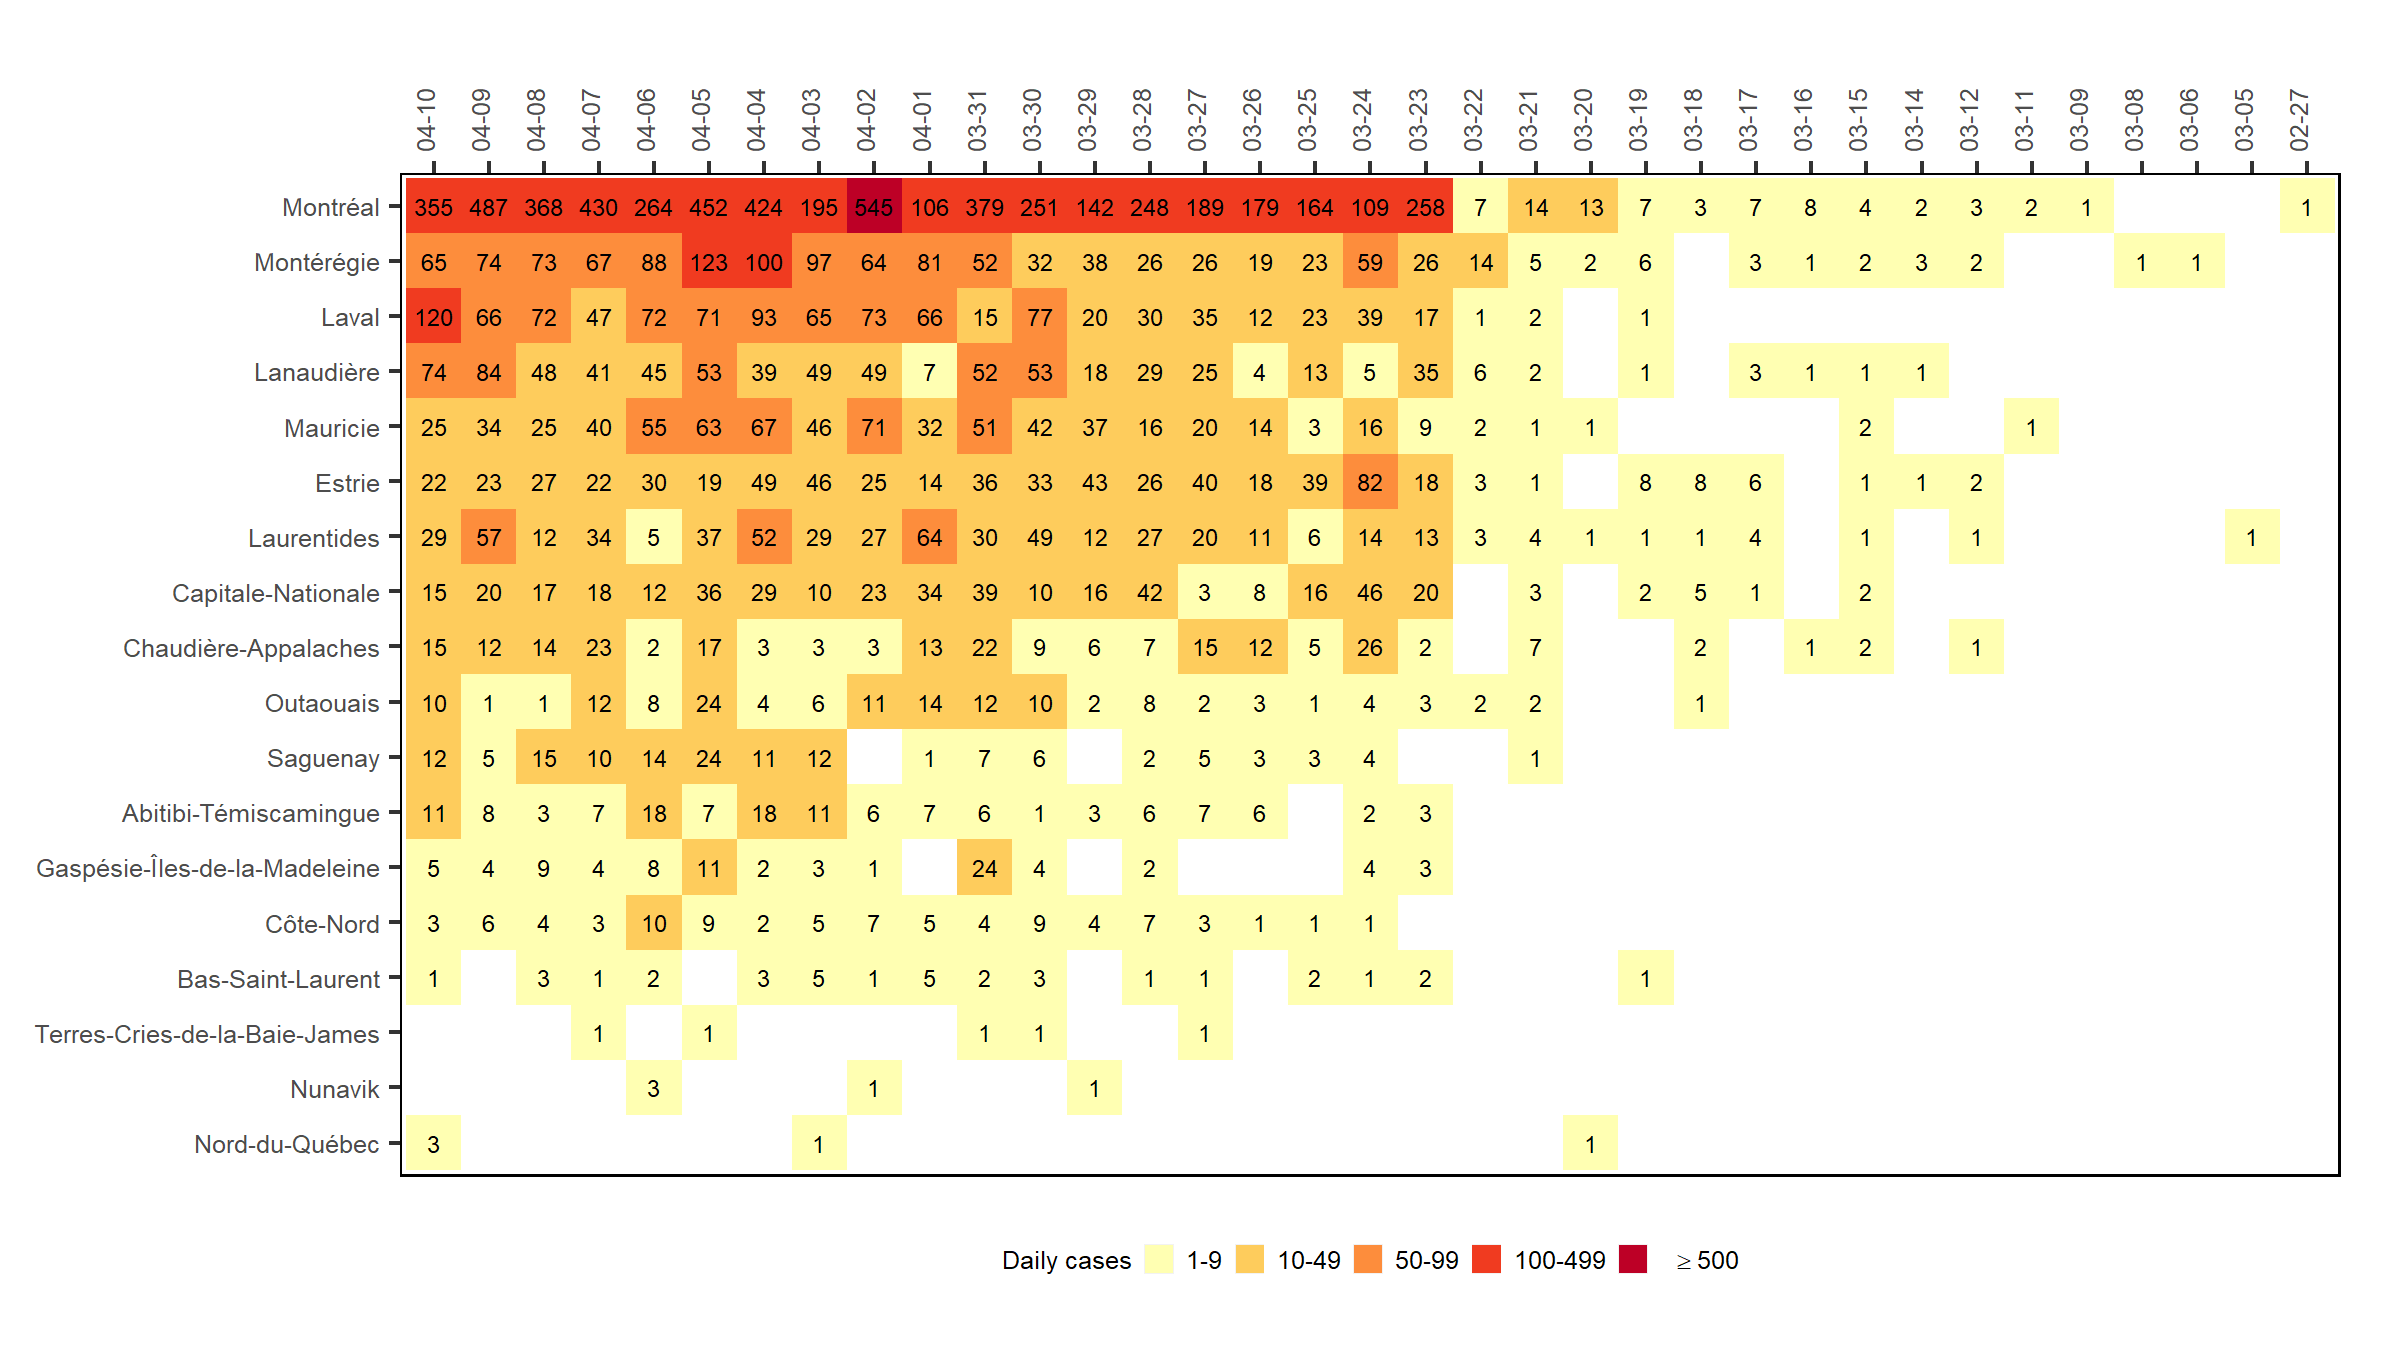 04-10 04-09 04-08 04-07 04-06 04-05 04-04 04-03 04-02 04-01 03-31 03-30 03-29 03-28 03-27 03-26 03-25 03-24 03-23 03-22 03-21 03-20 03-19 03-18 03-17 03-16 03-15 03-14 03-12 03-11 03-09 03-08 03-06 03-05 02-27
Montréal 355 487 368 430 264 452 424 195 545 106 379 251 142 248 189 179 164 109 258 7 14 13 7 3 7 8 4 2 3 2 1 1
Montérégie 65 74 73 67 88 123 100 97 64 81 52 32 38 26 26 19 23 59 26 14 5 2 6 3 1 2 3 2 1 1
Laval 120 66 72 47 72 71 93 65 73 66 15 77 20 30 35 12 23 39 17 1 2 1
Lanaudière 74 84 48 41 45 53 39 49 49 7 52 53 18 29 25 4 13 5 35 6 2 1 3 1 1 1
Mauricie 25 34 25 40 55 63 67 46 71 32 51 42 37 16 20 14 3 16 9 2 1 1 2 1
Estrie 22 23 27 22 30 19 49 46 25 14 36 33 43 26 40 18 39 82 18 3 1 8 8 6 1 1 2
Laurentides 29 57 12 34 5 37 52 29 27 64 30 49 12 27 20 11 6 14 13 3 4 1 1 1 4 1 1 1
Capitale-Nationale 15 20 17 18 12 36 29 10 23 34 39 10 16 42 3 8 16 46 20 3 2 5 1 2
Chaudière-Appalaches 15 12 14 23 2 17 3 3 3 13 22 9 6 7 15 12 5 26 2 7 2 1 2 1
Outaouais 10 1 1 12 8 24 4 6 11 14 12 10 2 8 2 3 1 4 3 2 2 1
Saguenay 12 5 15 10 14 24 11 12 1 7 6 2 5 3 3 4 1
Abitibi-Témiscamingue 11 8 3 7 18 7 18 11 6 7 6 1 3 6 7 6 2 3
Gaspésie-Îles-de-la-Madeleine 5 4 9 4 8 11 2 3 1 24 4 2 4 3
Côte-Nord 3 6 4 3 10 9 2 5 7 5 4 9 4 7 3 1 1 1
Bas-Saint-Laurent 1 3 1 2 3 5 1 5 2 3 1 1 2 1 2 1
Terres-Cries-de-la-Baie-James 1 1 1 1 1
Nunavik 3 1 1
Nord-du-Québec 3 1 1
Daily cases 1-9 10-49 50-99 100-499 ≥ 500